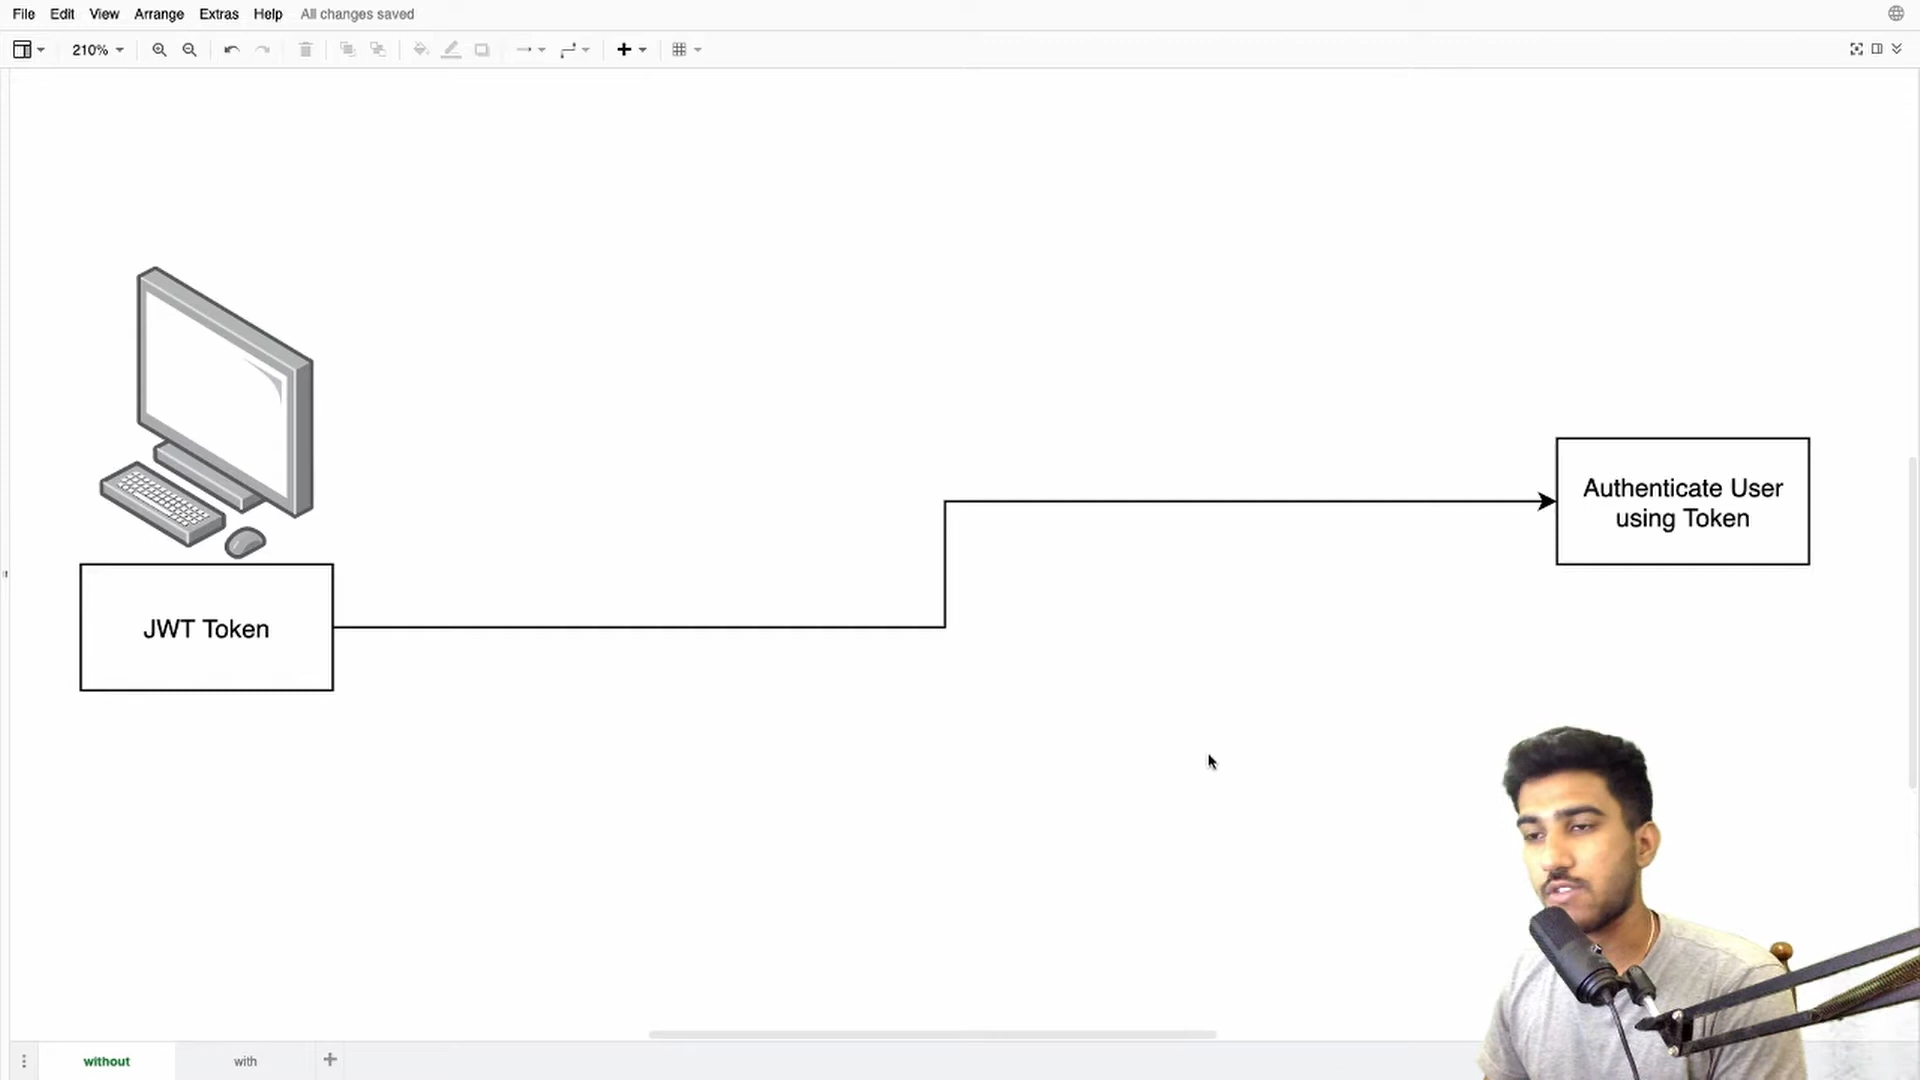 File Edit View Arrange Extras Help All changes saved
210%
JWT Token
Authenticate User
using Token
without with